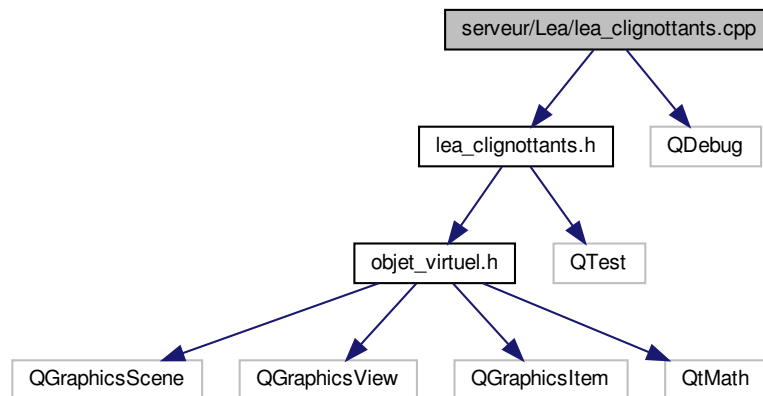 serveur/Lea/lea_clignottants.cpp
lea_clignottants.h
QDebug
objet_virtuel.h
QTest
QGraphicsScene
QGraphicsView
QGraphicsItem
QtMath